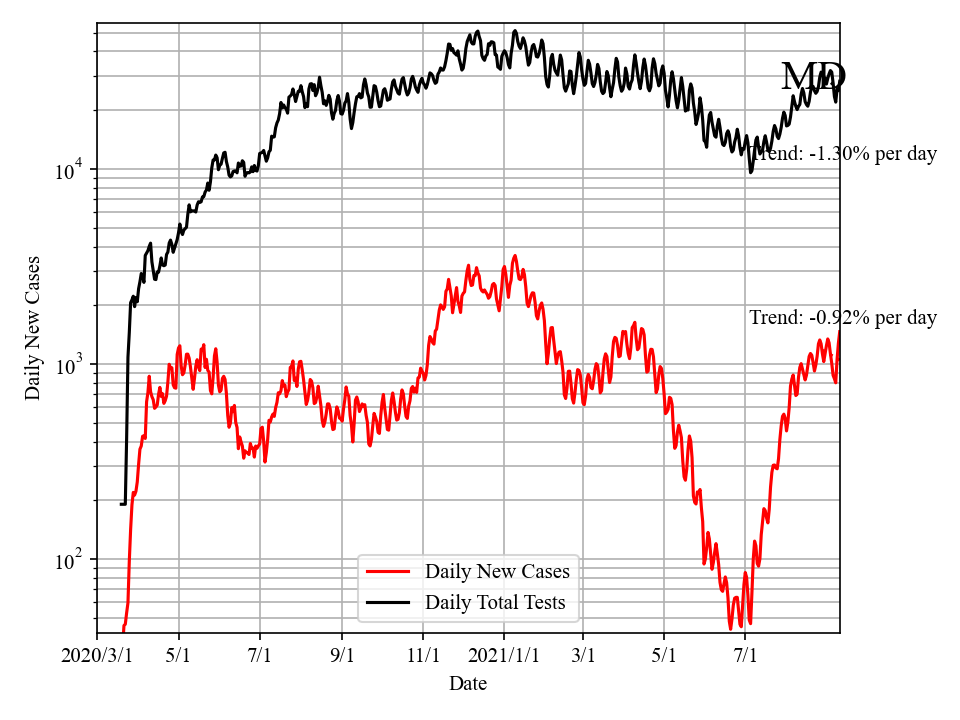 MD
Trend: -1.30% per day
Trend: -0.92% per day
Daily New Cases
10^4
10^3
10^2
Daily New Cases
Daily Total Tests
2020/3/1 5/1 7/1 9/1 11/1 2021/1/1 3/1 5/1 7/1
Date